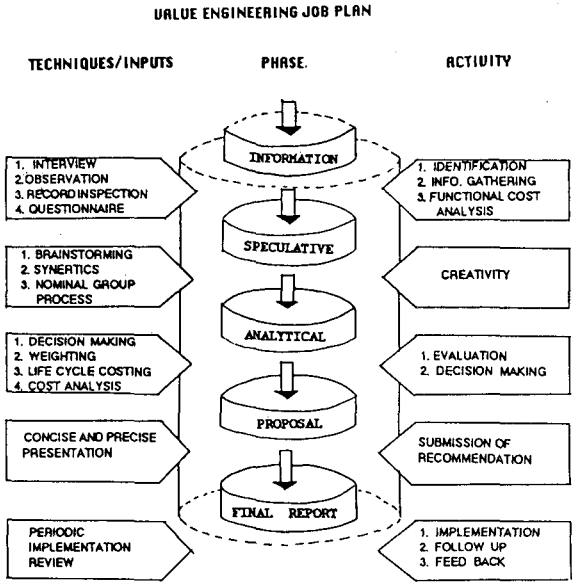 VALUE ENGINEERING JOB PLAN
TECHNIQUES/INPUTS
PHASE.
ACTIVITY
INFORMATION
1. INTERVIEW
2.OBSERVATION
3. RECORD INSPECTION
4. QUESTIONNAIRE
1. IDENTIFICATION
2. INFO. GATHERING
3. FUNCTIONAL COST
ANALYSIS
SPECULATIVE
1. BRAINSTORMING
2. SYNERTICS
3. NOMINAL GROUP
PROCESS
CREATIVITY
ANALYTICAL
1. DECISION MAKING
2. WEIGHTING
3. LIFE CYCLE COSTING
4. COST ANALYSIS
1. EVALUATION
2. DECISION MAKING
PROPOSAL
CONCISE AND PRECISE
PRESENTATION
SUBMISSION OF
RECOMMENDATION
FINAL REPORT
PERIODIC
IMPLEMENTATION
REVIEW
1. IMPLEMENTATION
2. FOLLOW UP
3. FEED BACK